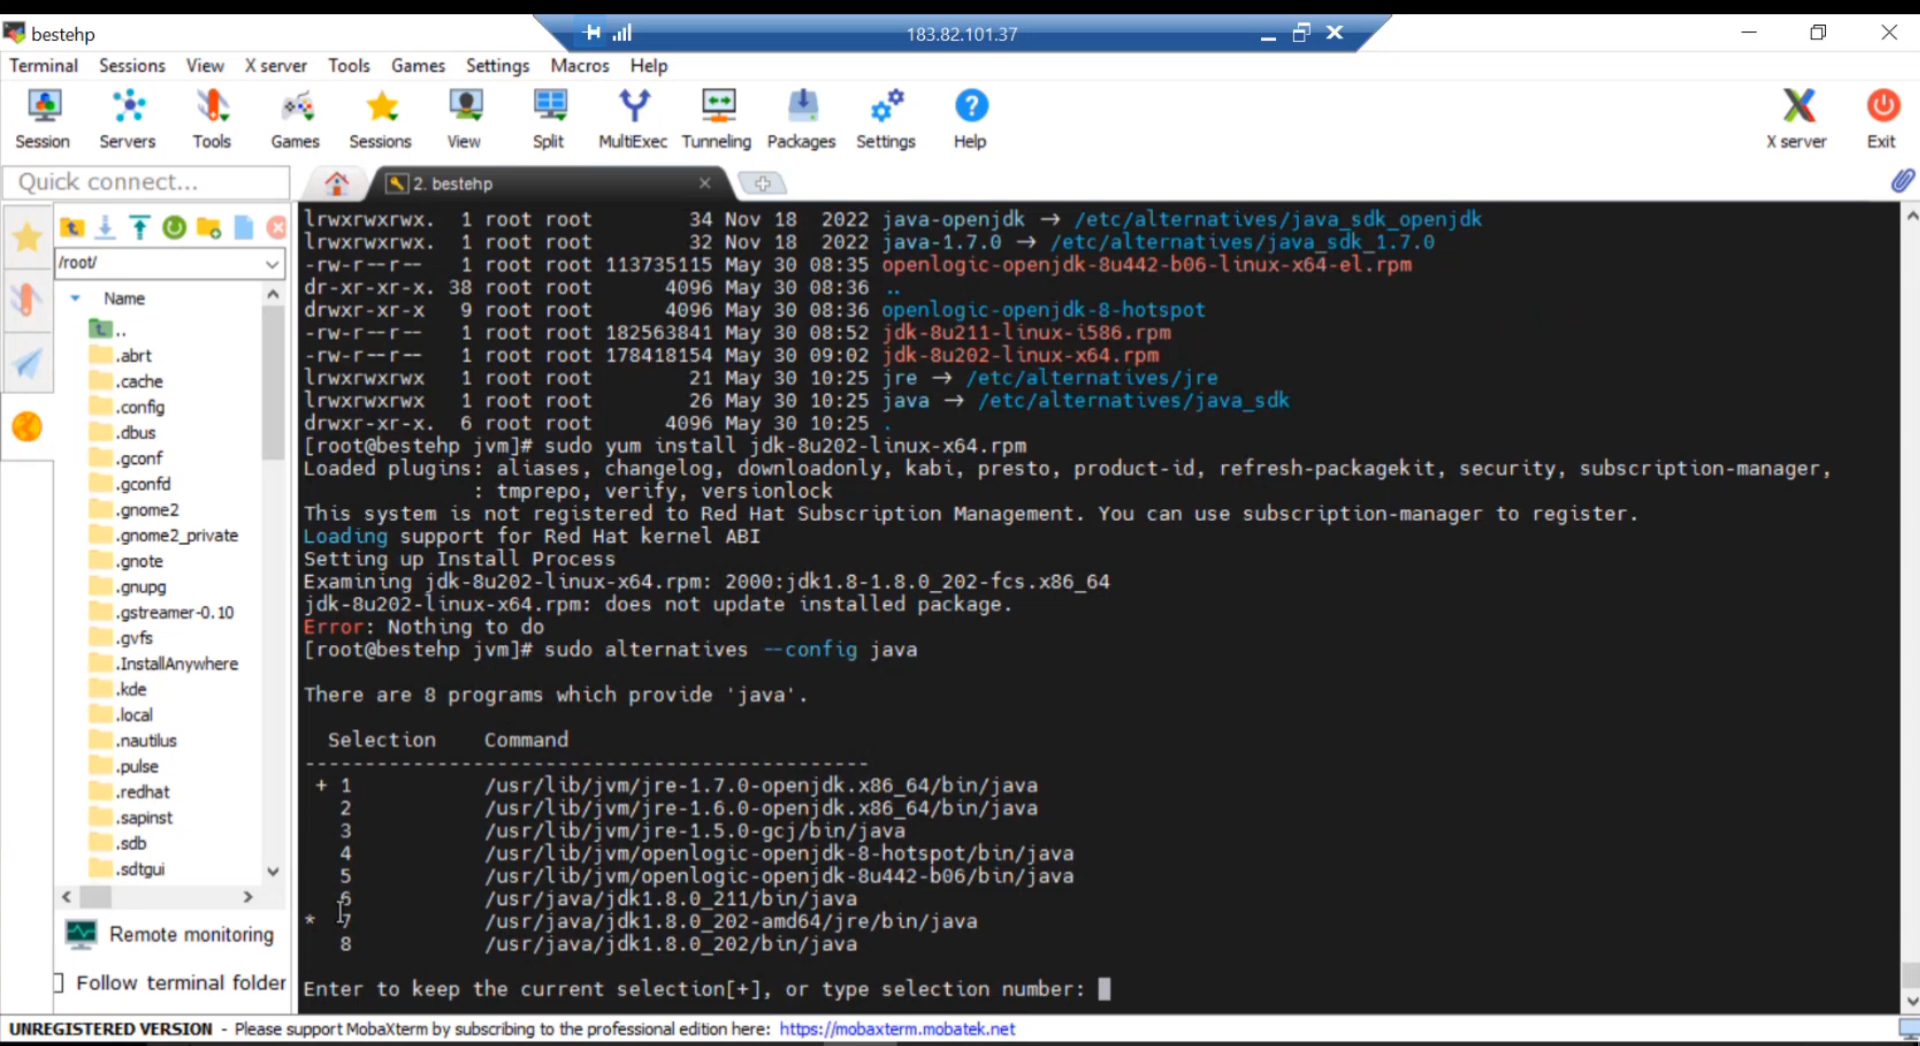 bestehp
183.82.101.37
Terminal Sessions View X server Tools Games Settings Macros Help
Session Servers Tools Games Sessions View Split MultiExec Tunneling Packages Settings Help X server Exit
Quick connect...
2. bestehp
/root/
Name
..
.abrt
.cache
.config
.dbus
.gconf
.gconfd
.gnome2
.gnome2_private
.gnote
.gnupg
.gstreamer-0.10
.gvfs
.InstallAnywhere
.kde
.local
.nautilus
.pulse
.redhat
.sapinst
.sdb
.sdtgui
Remote monitoring
Follow terminal folder
lrwxrwxrwx. 1 root root 34 Nov 18 2022 java-openjdk → /etc/alternatives/java_sdk_openjdk
lrwxrwxrwx. 1 root root 32 Nov 18 2022 java-1.7.0 → /etc/alternatives/java_sdk_1.7.0
-rw-r--r-- 1 root root 113735115 May 30 08:35 openlogic-openjdk-8u442-b06-linux-x64-el.rpm
dr-xr-xr-x. 38 root root 4096 May 30 08:36 ..
drwxr-xr-x 9 root root 4096 May 30 08:36 openlogic-openjdk-8-hotspot
-rw-r--r-- 1 root root 182563841 May 30 08:52 jdk-8u211-linux-i586.rpm
-rw-r--r-- 1 root root 178418154 May 30 09:02 jdk-8u202-linux-x64.rpm
lrwxrwxrwx 1 root root 21 May 30 10:25 jre → /etc/alternatives/jre
lrwxrwxrwx 1 root root 26 May 30 10:25 java → /etc/alternatives/java_sdk
drwxr-xr-x. 6 root root 4096 May 30 10:25 .
[root@bestehp jvm]# sudo yum install jdk-8u202-linux-x64.rpm
Loaded plugins: aliases, changelog, downloadonly, kabi, presto, product-id, refresh-packagekit, security, subscription-manager,
: tmprepo, verify, versionlock
This system is not registered to Red Hat Subscription Management. You can use subscription-manager to register.
Loading support for Red Hat kernel ABI
Setting up Install Process
Examining jdk-8u202-linux-x64.rpm: 2000:jdk1.8-1.8.0_202-fcs.x86_64
jdk-8u202-linux-x64.rpm: does not update installed package.
Error: Nothing to do
[root@bestehp jvm]# sudo alternatives --config java
There are 8 programs which provide 'java'.
Selection Command
-----------------------------------------------
+ 1 /usr/lib/jvm/jre-1.7.0-openjdk.x86_64/bin/java
2 /usr/lib/jvm/jre-1.6.0-openjdk.x86_64/bin/java
3 /usr/lib/jvm/jre-1.5.0-gcj/bin/java
4 /usr/lib/jvm/openlogic-openjdk-8-hotspot/bin/java
5 /usr/lib/jvm/openlogic-openjdk-8u442-b06/bin/java
6 /usr/java/jdk1.8.0_211/bin/java
* 7 /usr/java/jdk1.8.0_202-amd64/jre/bin/java
8 /usr/java/jdk1.8.0_202/bin/java
Enter to keep the current selection[+], or type selection number:
UNREGISTERED VERSION - Please support MobaXterm by subscribing to the professional edition here: https://mobaxterm.mobatek.net